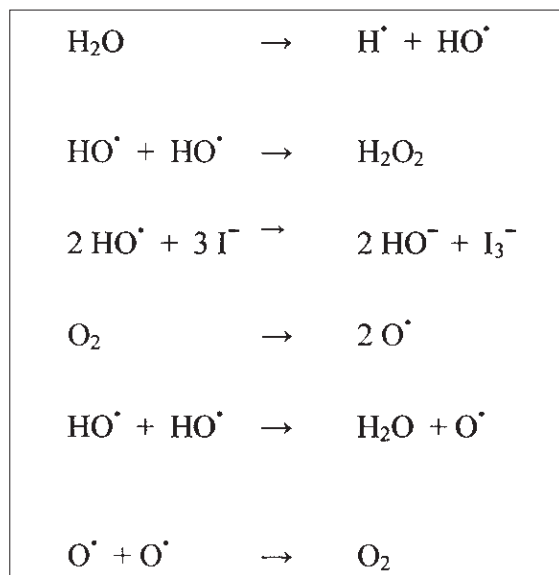 H₂O → H˙ + HO˙
HO˙ + HO˙ → H₂O₂
2 HO˙ + 3 I⁻ → 2 HO⁻ + I₃⁻
O₂ → 2 O˙
HO˙ + HO˙ → H₂O + O˙
O˙ + O˙ → O₂